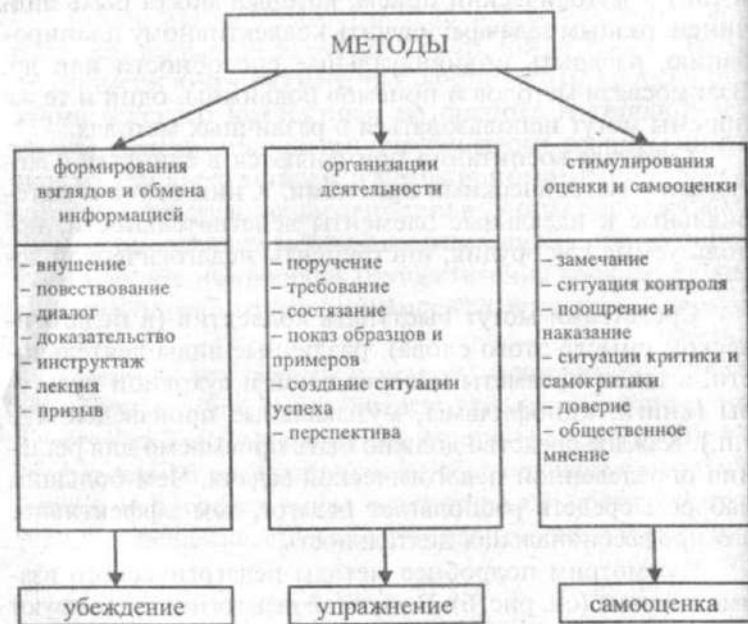 МЕТОДЫ
формирования
взглядов и обмена
информацией
– внушение
– повествование
– диалог
– доказательство
– инструктаж
– лекция
– призыв
убеждение
организации
деятельности
– поручение
– требование
– состязание
– показ образцов и
примеров
– создание ситуации
успеха
– перспектива
упражнение
стимулирования
оценки и самооценки
– замечание
– ситуация контроля
– поощрение и
наказание
– ситуации критики и
самокритики
– доверие
– общественное
мнение
самооценка